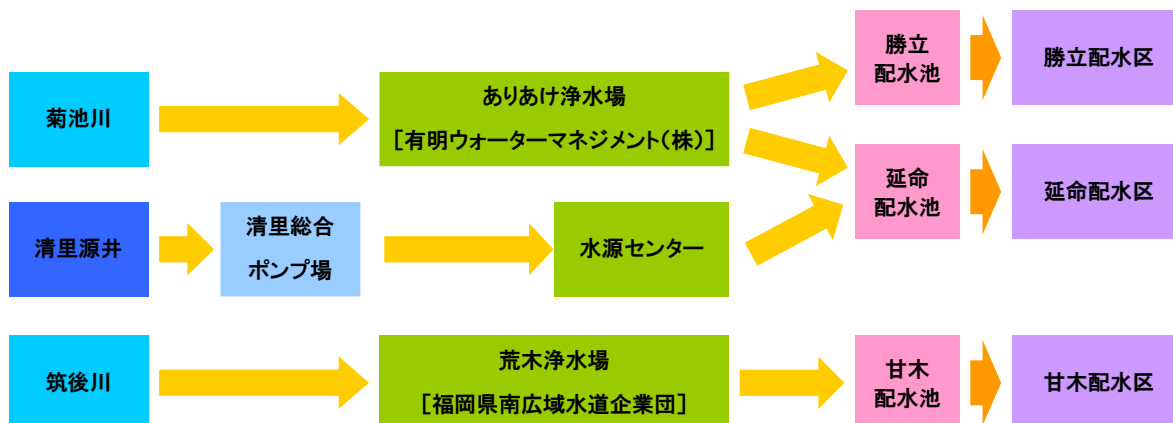 菊池川
ありあけ浄水場
［有明ウォーターマネジメント（株）］
勝立
配水池
勝立配水区
延命
配水池
延命配水区
清里源井
清里総合
ポンプ場
水源センター
筑後川
荒木浄水場
［福岡県南広域水道企業団］
甘木
配水池
甘木配水区